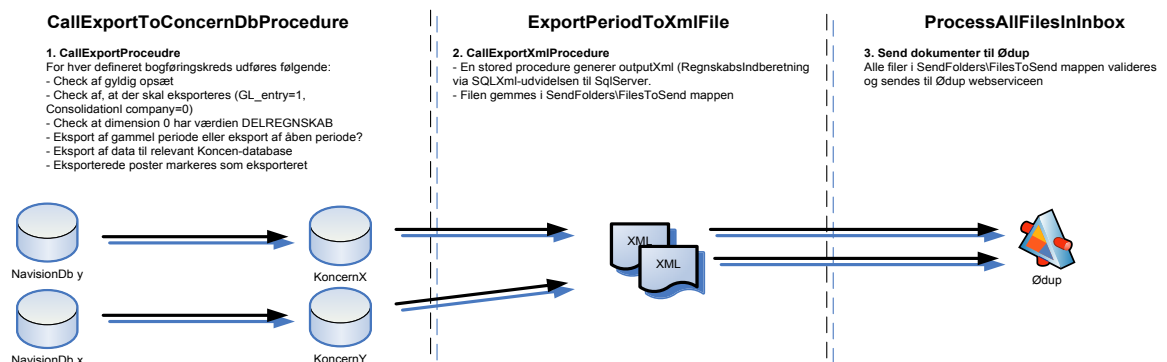 CallExportToConcernDbProcedure
1. CallExportProceudre
For hver defineret bogføringskreds udføres følgende:
- Check af gyldig opsæt
- Check af, at der skal eksporteres (GL_entry=1,
Consolidationl company=0)
- Check at dimension 0 har værdien DELREGNSKAB
- Eksport af gammel periode eller eksport af åben periode?
- Eksport af data til relevant Koncen-database
- Eksporterede poster markeres som eksporteret
ExportPeriodToXmlFile
2. CallExportXmlProcedure
- En stored procedure generer outputXml (RegnskabsIndberetning
via SQLXml-udvidelsen til SqlServer.
- Filen gemmes i SendFolders\FilesToSend mappen
ProcessAllFilesInInbox
3. Send dokumenter til Ødup
Alle filer i SendFolders\FilesToSend mappen valideres
og sendes til Ødup webserviceen
NavisionDb y
KoncernX
XML
XML
Ødup
NavisionDb x
KoncernY